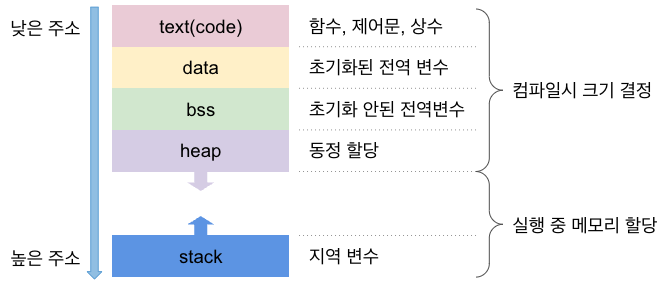 낮은 주소
text(code)
함수, 제어문, 상수
data
초기화된 전역 변수
bss
초기화 안된 전역변수
컴파일시 크기 결정
heap
동정 할당
실행 중 메모리 할당
높은 주소
stack
지역 변수